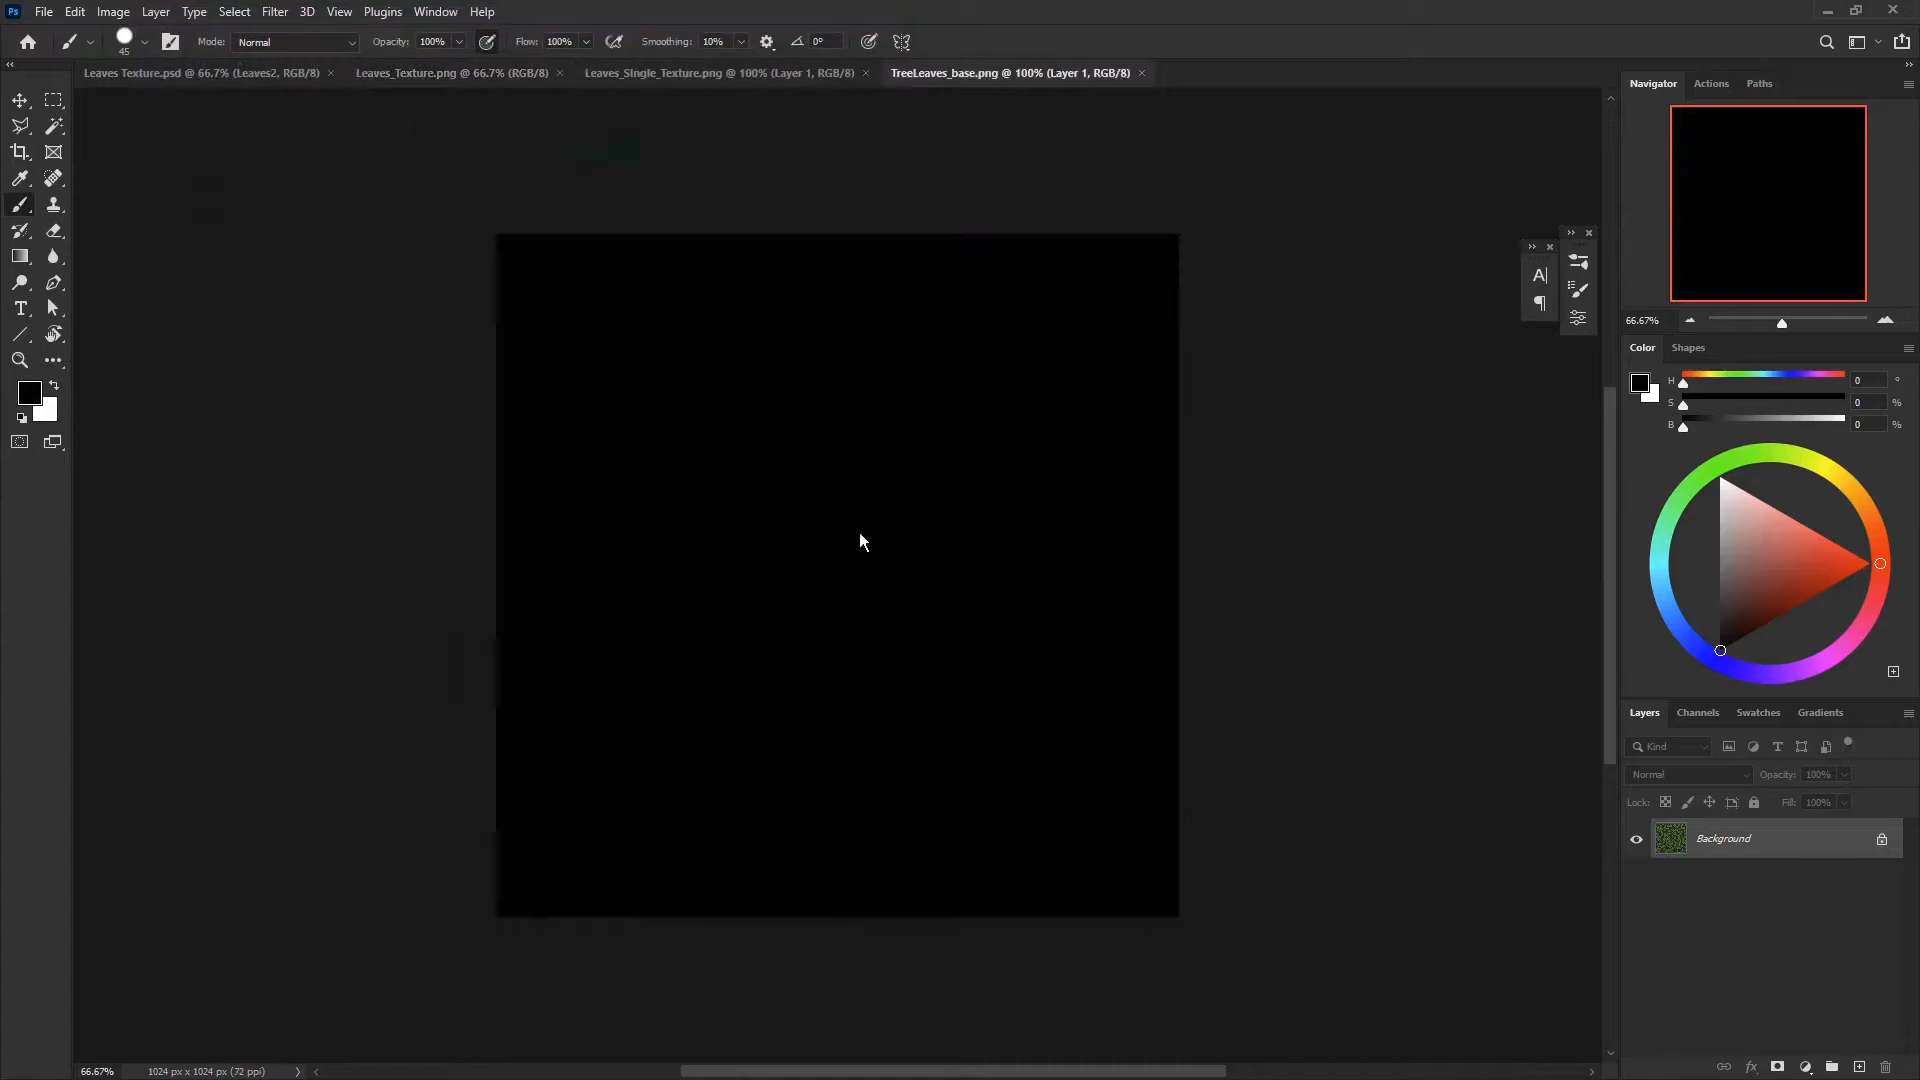 Ps File Edit Image Layer Type Select Filter 3D View Plugins Window Help
45 Mode: Normal Opacity: 100% Flow: 100% Smoothing: 10% 0°
Leaves Texture.psd @ 66.7% (Leaves2, RGB/8) × Leaves_Texture.png @ 66.7% (RGB/8) × Leaves_Single_Texture.png @ 100% (Layer 1, RGB/8) × TreeLeaves_base.png @ 100% (Layer 1, RGB/8) ×
Navigator Actions Paths
66.67%
Color Shapes
H 0 °
S 0 %
B 0 %
Layers Channels Swatches Gradients
Kind
Normal Opacity: 100%
Lock: Fill: 100%
Background
66.67% 1024 px x 1024 px (72 ppi)